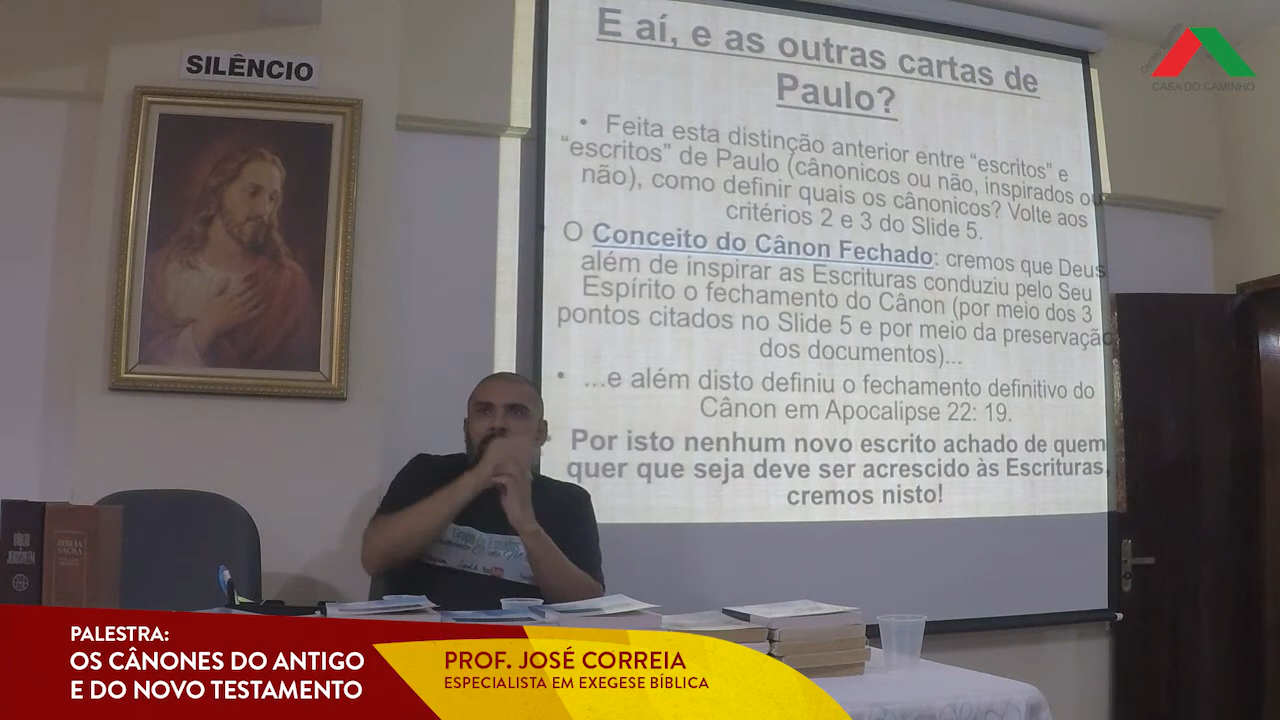 SILÊNCIO
CASA DO CAMINHO
E aí, e as outras cartas de
Paulo?
• Feita esta distinção anterior entre “escritos” e
“escritos” de Paulo (cânonicos ou não, inspirados ou
não), como definir quais os cânonicos? Volte aos
critérios 2 e 3 do Slide 5.
O Conceito do Cânon Fechado: cremos que Deus
além de inspirar as Escrituras conduziu pelo Seu
Espírito o fechamento do Cânon (por meio dos 3
pontos citados no Slide 5 e por meio da preservação
dos documentos)...
• ...e além disto definiu o fechamento definitivo do
Cânon em Apocalipse 22: 19.
Por isto nenhum novo escrito achado de quem
quer que seja deve ser acrescido às Escrituras,
cremos nisto!
BÍBLIA
SAGRADA
PALESTRA:
OS CÂNONES DO ANTIGO
E DO NOVO TESTAMENTO
PROF. JOSÉ CORREIA
ESPECIALISTA EM EXEGESE BÍBLICA